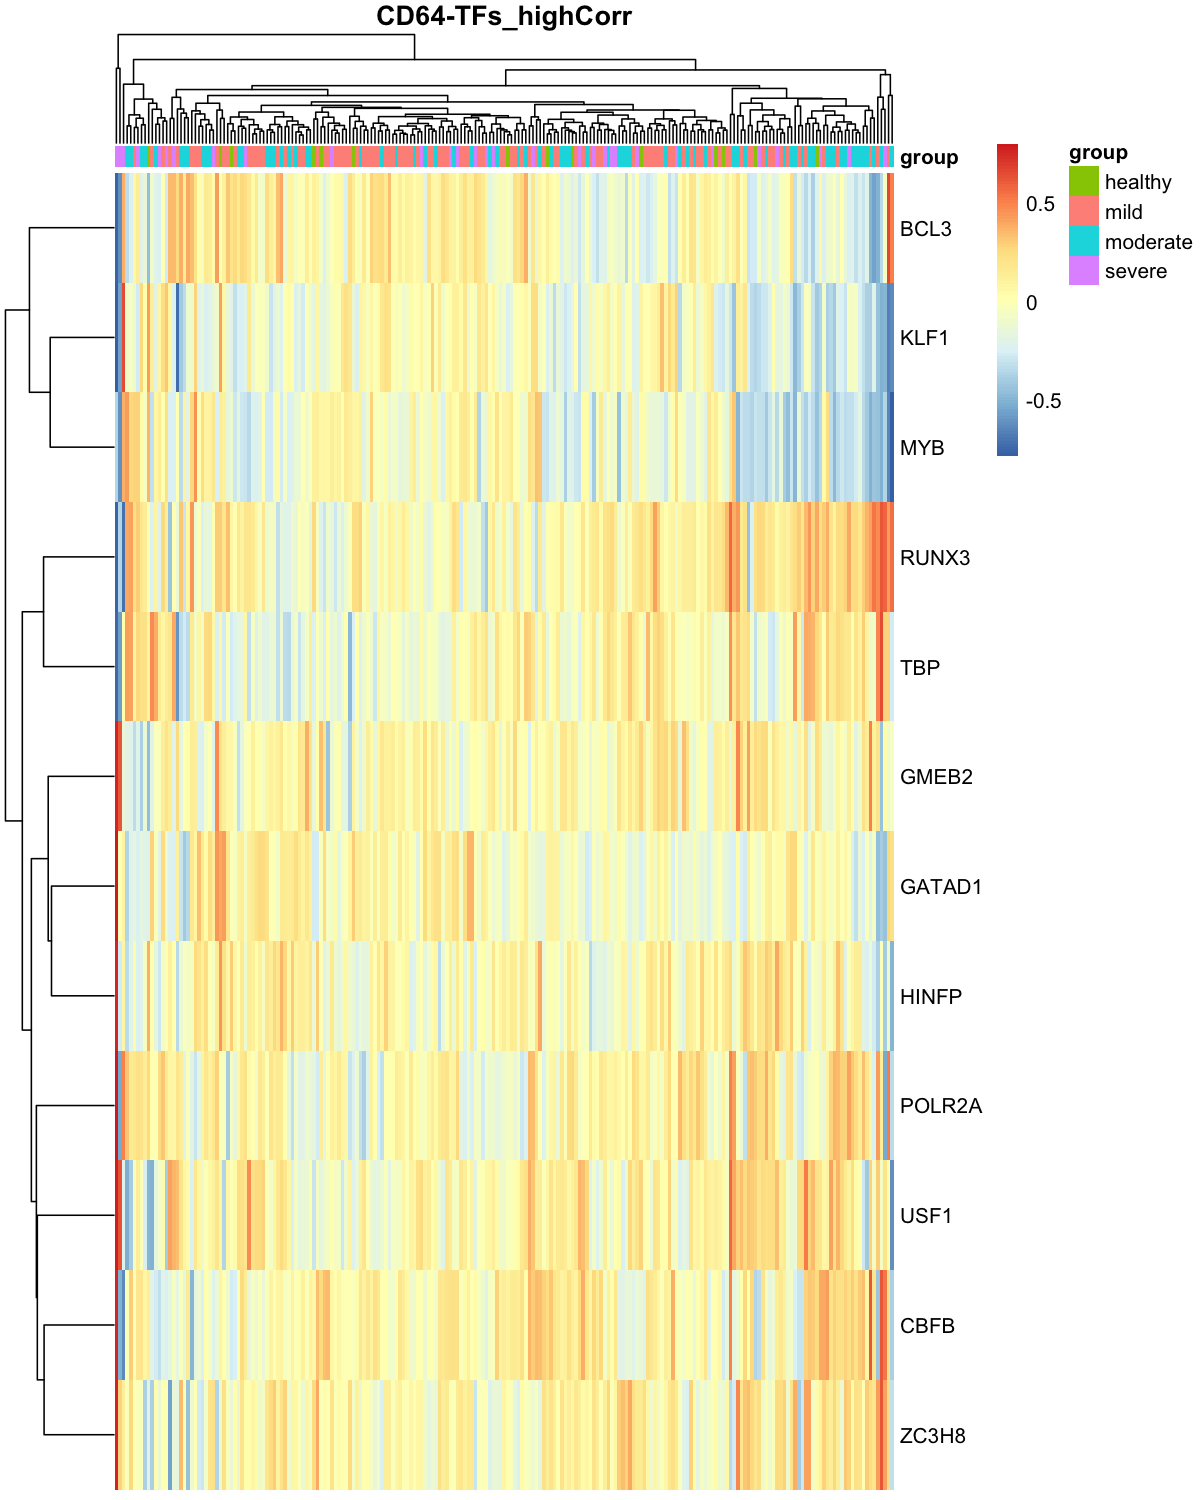 CD64-TFs_highCorr
group
group
healthy
mild
moderate
severe
0.5
0
-0.5
BCL3
KLF1
MYB
RUNX3
TBP
GMEB2
GATAD1
HINFP
POLR2A
USF1
CBFB
ZC3H8